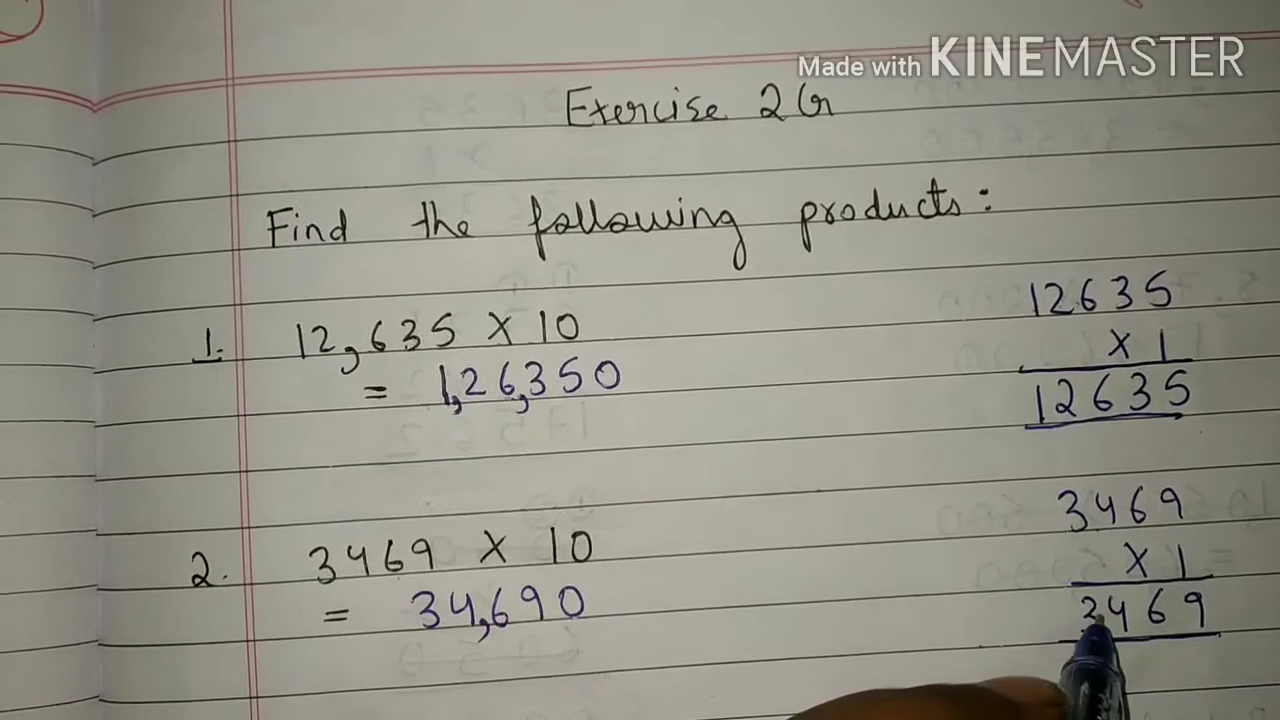 Made with KINEMASTER
Exercise 2G
Find the following products:
1. 12,635 X 10
= 1,26,350
12635
X 1
12635
2. 3469 X 10
= 34,690
3469
X 1
3469